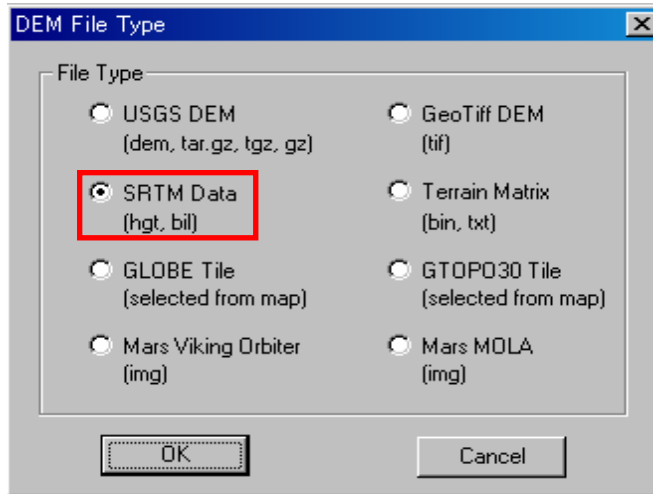 DEM File Type
File Type
USGS DEM
(dem, tar.gz, tgz, gz)
SRTM Data
(hgt, bil)
GLOBE Tile
(selected from map)
Mars Viking Orbiter
(img)
GeoTiff DEM
(tif)
Terrain Matrix
(bin, txt)
GTOPO30 Tile
(selected from map)
Mars MOLA
(img)
OK
Cancel